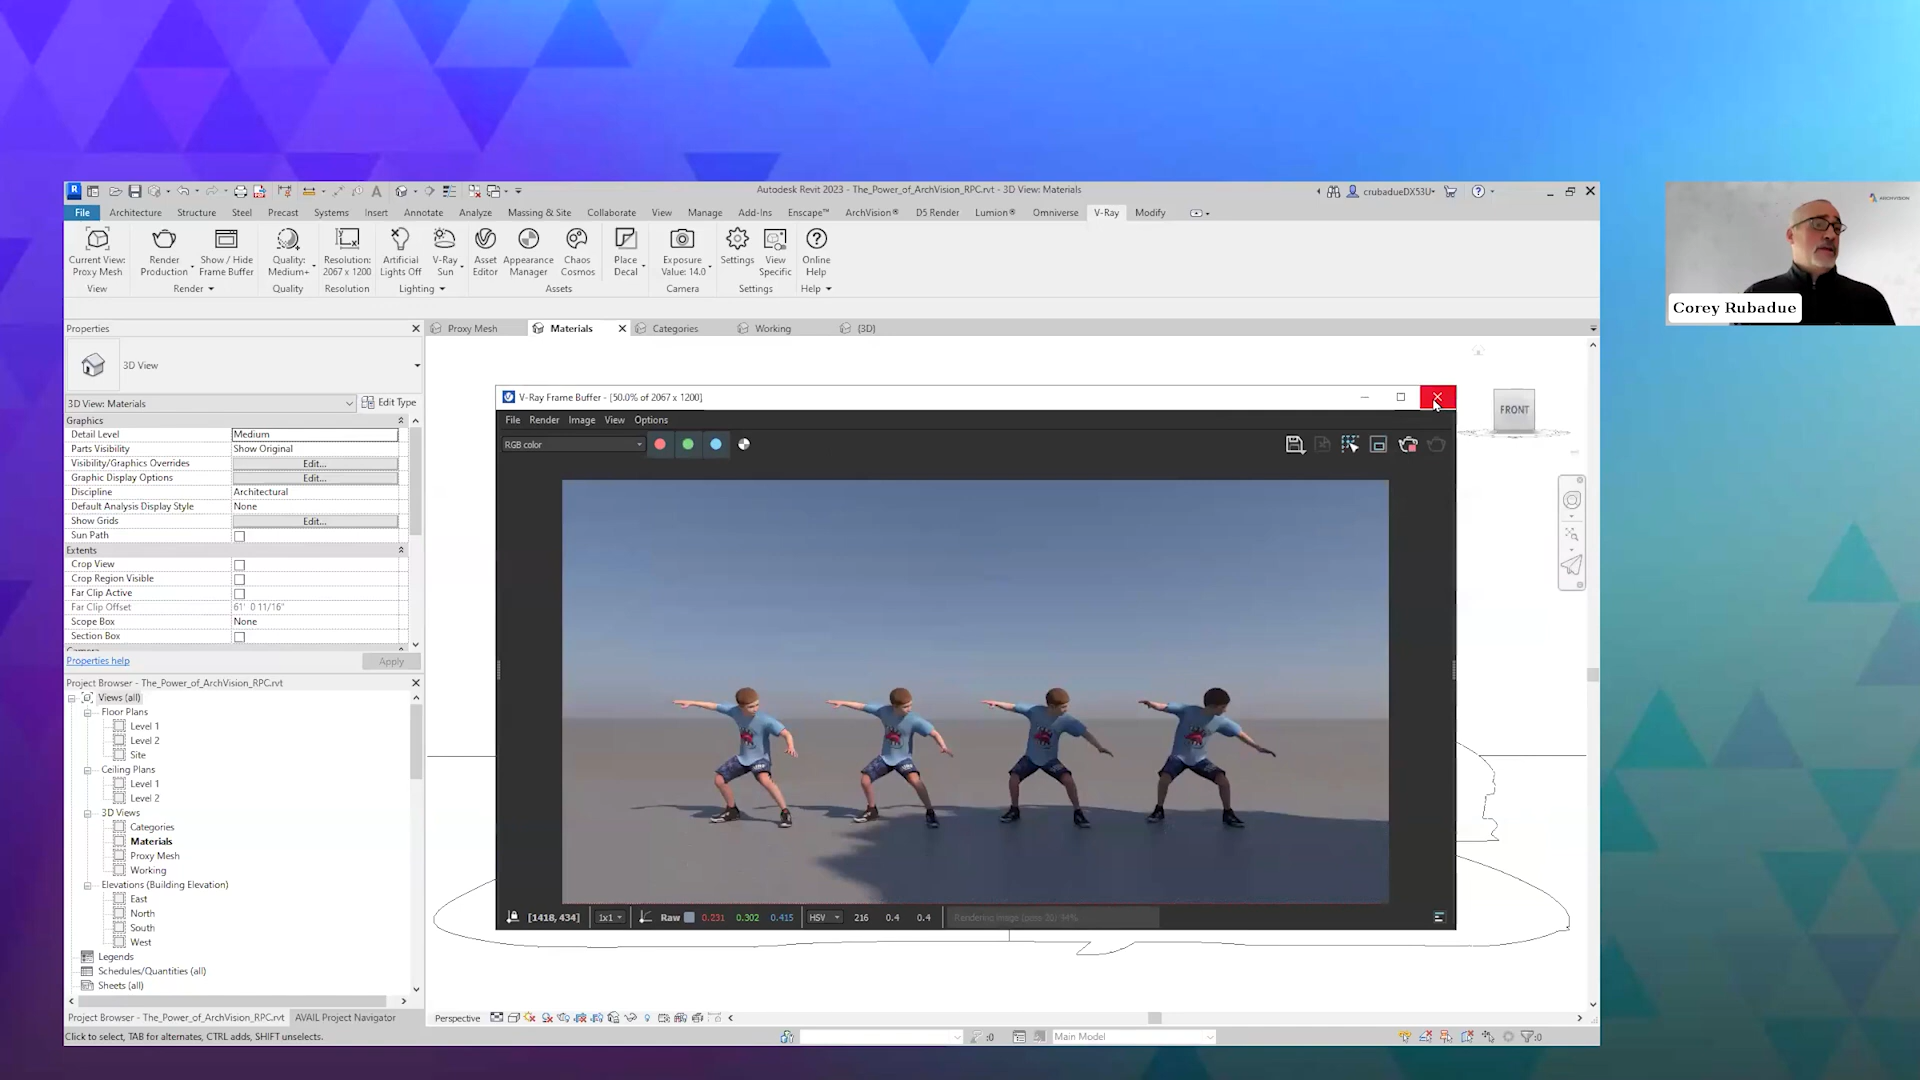 Autodesk Revit 2023 - The_Power_of_ArchVision_RPC.rvt - 3D View: Materials
crubadueDX53U
File Architecture Structure Steel Precast Systems Insert Annotate Analyze Massing & Site Collaborate View Manage Add-Ins Enscape™ ArchVision® D5 Render Lumion® Omniverse V-Ray Modify
Current View: Proxy Mesh
Render Production
Show / Hide Frame Buffer
Quality: Medium+
Resolution: 2067 x 1200
Artificial Lights Off
V-Ray Sun
Asset Editor
Appearance Manager
Chaos Cosmos
Place Decal
Exposure Value: 14.0
Settings
View Specific
Online Help
View Render Quality Resolution Lighting Assets Camera Settings Help
Properties
Proxy Mesh Materials Categories Working {3D}
3D View
3D View: Materials Edit Type
Graphics
Detail Level Medium
Parts Visibility Show Original
Visibility/Graphics Overrides Edit...
Graphic Display Options Edit...
Discipline Architectural
Default Analysis Display Style None
Show Grids Edit...
Sun Path
Extents
Crop View
Crop Region Visible
Far Clip Active
Far Clip Offset 61' 0 11/16"
Scope Box None
Section Box
Properties help Apply
Project Browser - The_Power_of_ArchVision_RPC.rvt
Views (all)
Floor Plans
Level 1
Level 2
Site
Ceiling Plans
Level 1
Level 2
3D Views
Categories
Materials
Proxy Mesh
Working
Elevations (Building Elevation)
East
North
South
West
Legends
Schedules/Quantities (all)
Sheets (all)
Project Browser - The_Power_of_ArchVision_RPC.rvt AVAIL Project Navigator
Click to select, TAB for alternates, CTRL adds, SHIFT unselects.
V-Ray Frame Buffer - [50.0% of 2067 x 1200]
File Render Image View Options
RGB color
[1418, 434] 1x1 Raw 0.231 0.302 0.415 HSV 216 0.4 0.4
FRONT
Perspective
:0 Main Model :0
ARCHVISION
Corey Rubadue